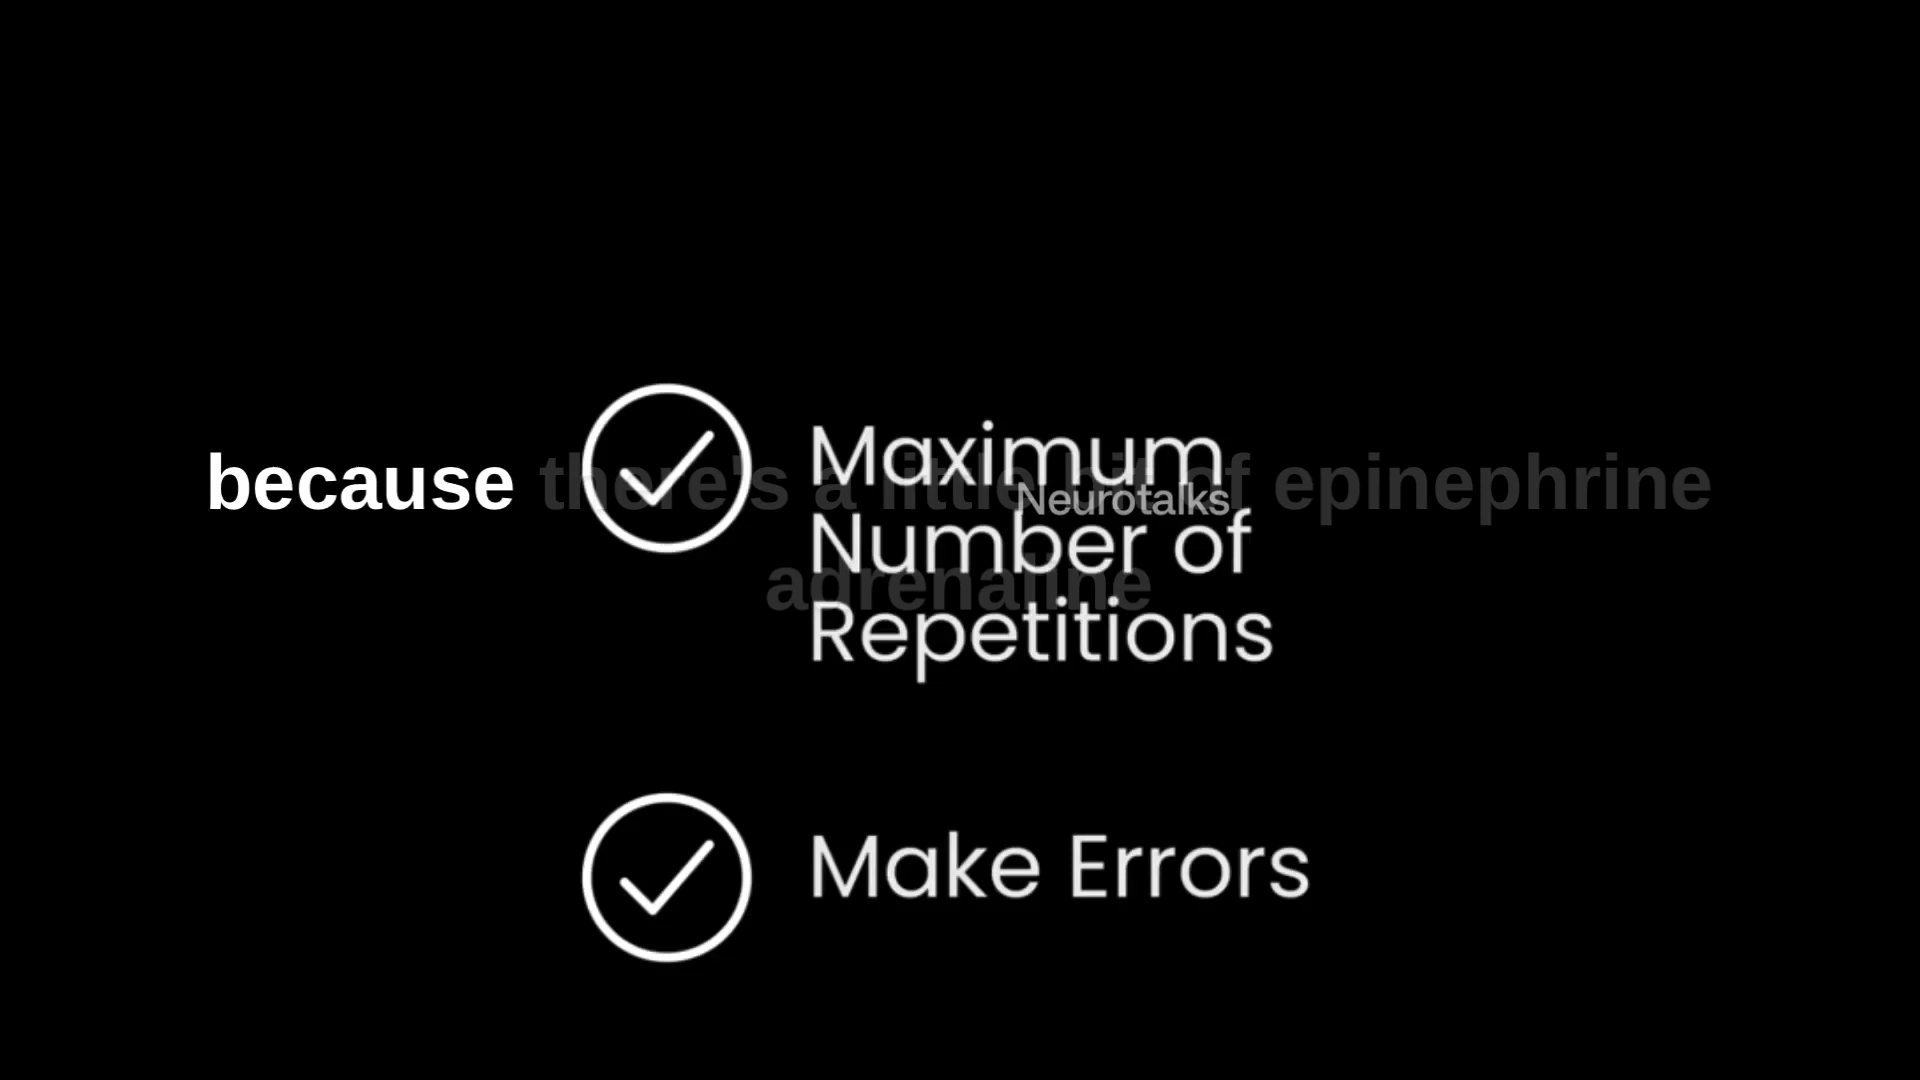 because there's a little bit of epinephrine
adrenaline
Maximum
Number of
Repetitions
Neurotalks
Make Errors